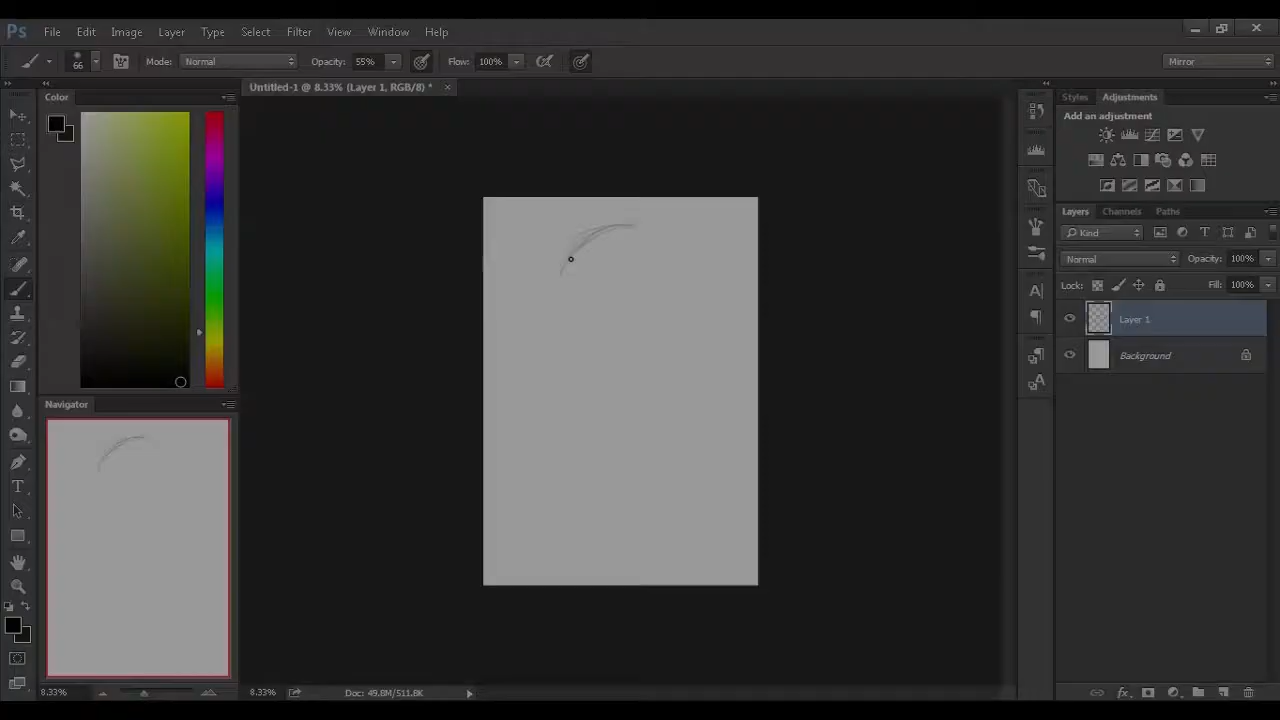 Ps File Edit Image Layer Type Select Filter View Window Help
66 Mode: Normal Opacity: 55% Flow: 100% Mirror
Untitled-1 @ 8.33% (Layer 1, RGB/8) *
Color
Styles Adjustments
Add an adjustment
Layers Channels Paths
Kind
Normal Opacity: 100%
Lock: Fill: 100%
Layer 1
Background
Navigator
8.33%
8.33% Doc: 49.8M/511.8K